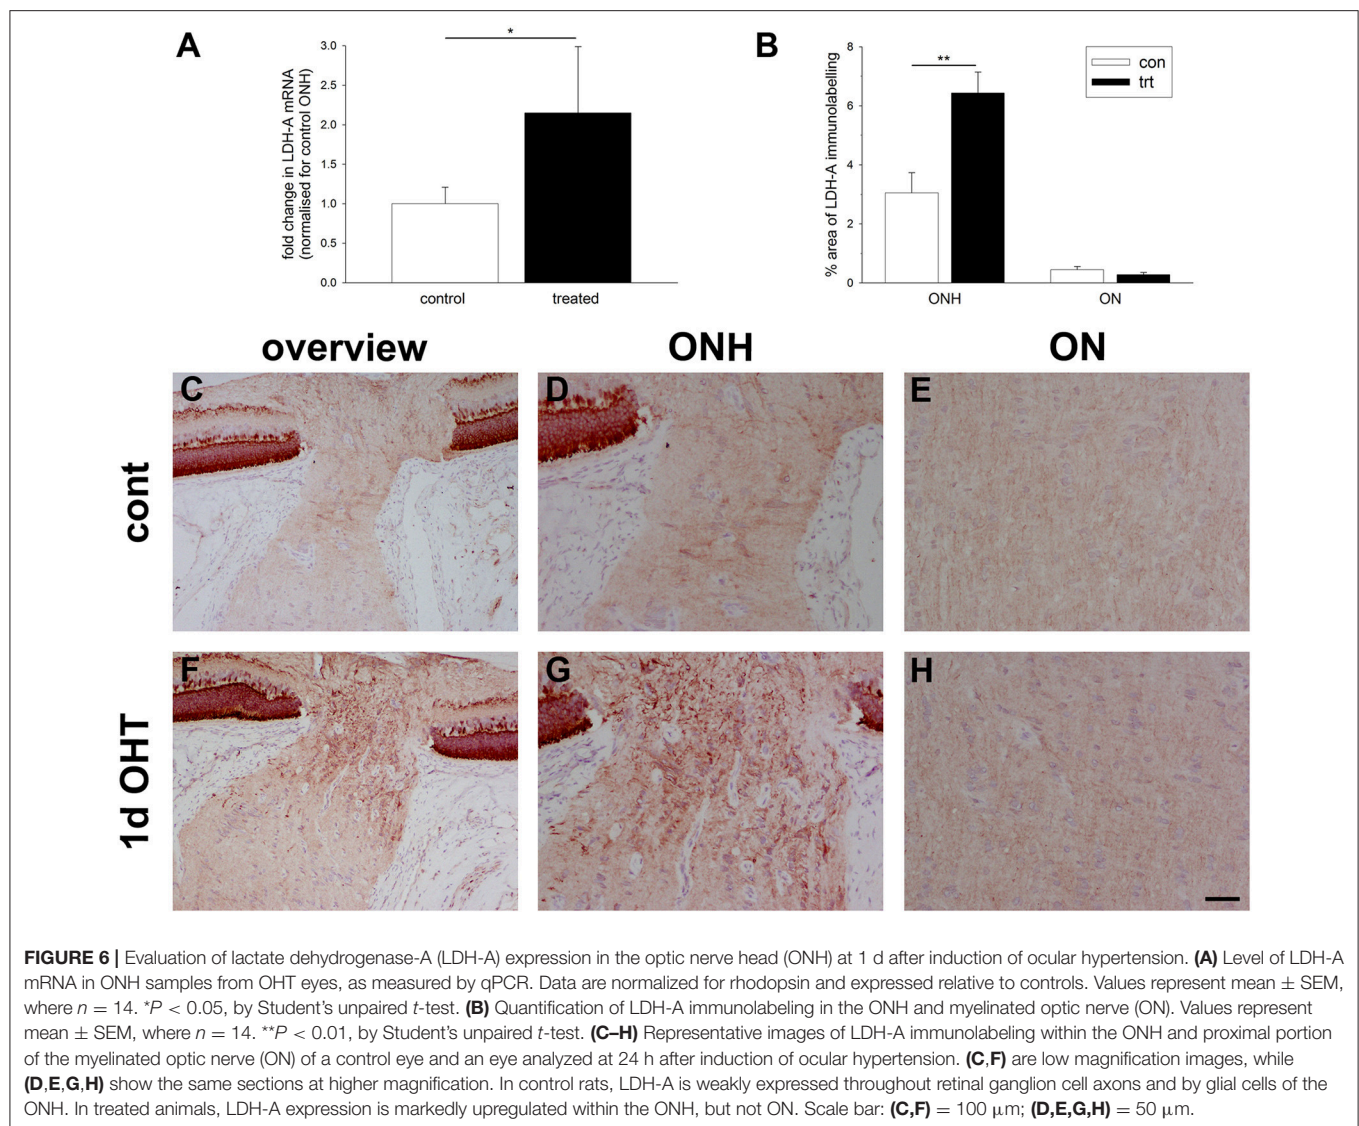 A
fold change in LDH-A mRNA
(normalised for control ONH)
3.0
2.5
2.0
1.5
1.0
0.5
0.0
*
control
treated
B
% area of LDH-A immunolabelling
8
6
4
2
0
**
con
trt
ONH
ON
overview
ONH
ON
cont
C
D
E
1d OHT
F
G
H
FIGURE 6 | Evaluation of lactate dehydrogenase-A (LDH-A) expression in the optic nerve head (ONH) at 1 d after induction of ocular hypertension. (A) Level of LDH-A
mRNA in ONH samples from OHT eyes, as measured by qPCR. Data are normalized for rhodopsin and expressed relative to controls. Values represent mean ± SEM,
where n = 14. *P < 0.05, by Student's unpaired t-test. (B) Quantification of LDH-A immunolabeling in the ONH and myelinated optic nerve (ON). Values represent
mean ± SEM, where n = 14. **P < 0.01, by Student's unpaired t-test. (C–H) Representative images of LDH-A immunolabeling within the ONH and proximal portion
of the myelinated optic nerve (ON) of a control eye and an eye analyzed at 24 h after induction of ocular hypertension. (C,F) are low magnification images, while
(D,E,G,H) show the same sections at higher magnification. In control rats, LDH-A is weakly expressed throughout retinal ganglion cell axons and by glial cells of the
ONH. In treated animals, LDH-A expression is markedly upregulated within the ONH, but not ON. Scale bar: (C,F) = 100 μm; (D,E,G,H) = 50 μm.